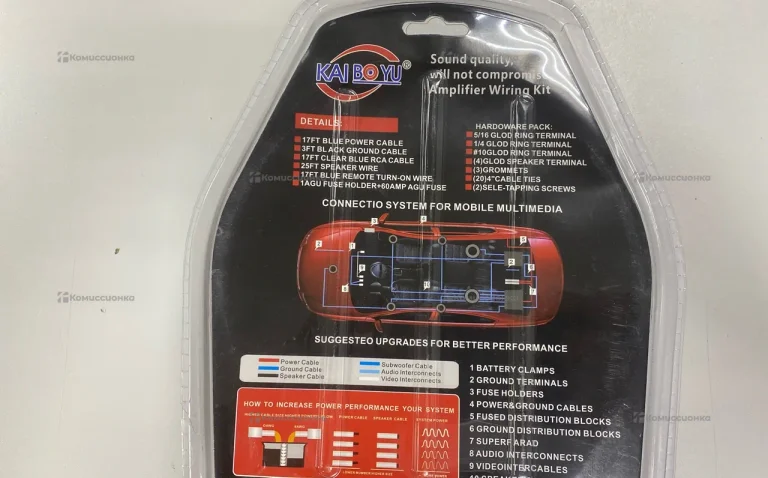 KAI BO YU®
Sound quality,
will not compromis
Amplifier Wiring Kit
DETAILS:
17FT BLUE POWER CABLE
3FT BLACK GROUND CABLE
17FT CLEAR BLUE RCA CABLE
25FT SPEAKER WIRE
17FT BLUE REMOTE TURN-ON WIRE
1AGU FUSE HOLDER+60AMP AGU FUSE
HARDOWARE PACK:
5/16 GLOD RING TERMINAL
1/4 GLOD RING TERMINAL
#10GLOD RING TERMINAL
(4)GLOD SPEAKER TERMINAL
(3)GROMMETS
(20)4"CABLE TIES
(2)SELE-TAPPING SCREWS
CONNECTIO SYSTEM FOR MOBILE MULTIMEDIA
SUGGESTEO UPGRADES FOR BETTER PERFORMANCE
Power Cable
Ground Cable
Speaker Cable
Subwoofer Cable
Audio Interconnects
Video Interconnects
HOW TO INCREASE POWER PERFORMANCE YOUR SYSTEM
POWER CABLE
SPEAKER CABLE
SYSTEM POWER
1 BATTERY CLAMPS
2 GROUND TERMINALS
3 FUSE HOLDERS
4 POWER&GROUND CABLES
5 FUSED DISTRIBUTION BLOCKS
6 GROUND DISTRIBUTION BLOCKS
7 SUPERFARAD
8 AUDIO INTERCONNECTS
9 VIDEOINTERCABLES
Комиссионка
Комиссионка
Комиссионка
Комиссионка
Комиссионка
Комиссионка